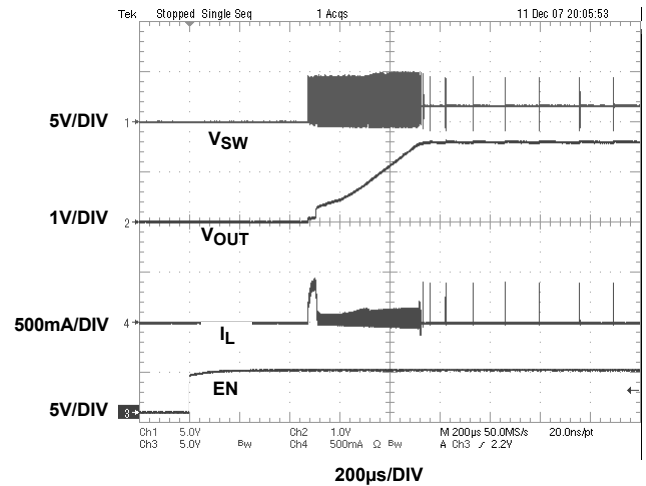 Tek Stopped Single Seq 1 Acqs 11 Dec 07 20:05:53
5V/DIV
1
VSW
1V/DIV
2
VOUT
500mA/DIV
4
IL
EN
5V/DIV
3
Ch1 5.0V Ch2 1.0V M 200µs 50.0MS/s 20.0ns/pt
Ch3 5.0V Bw Ch4 500mA Ω Bw A Ch3 ∕ 2.2V
200µs/DIV